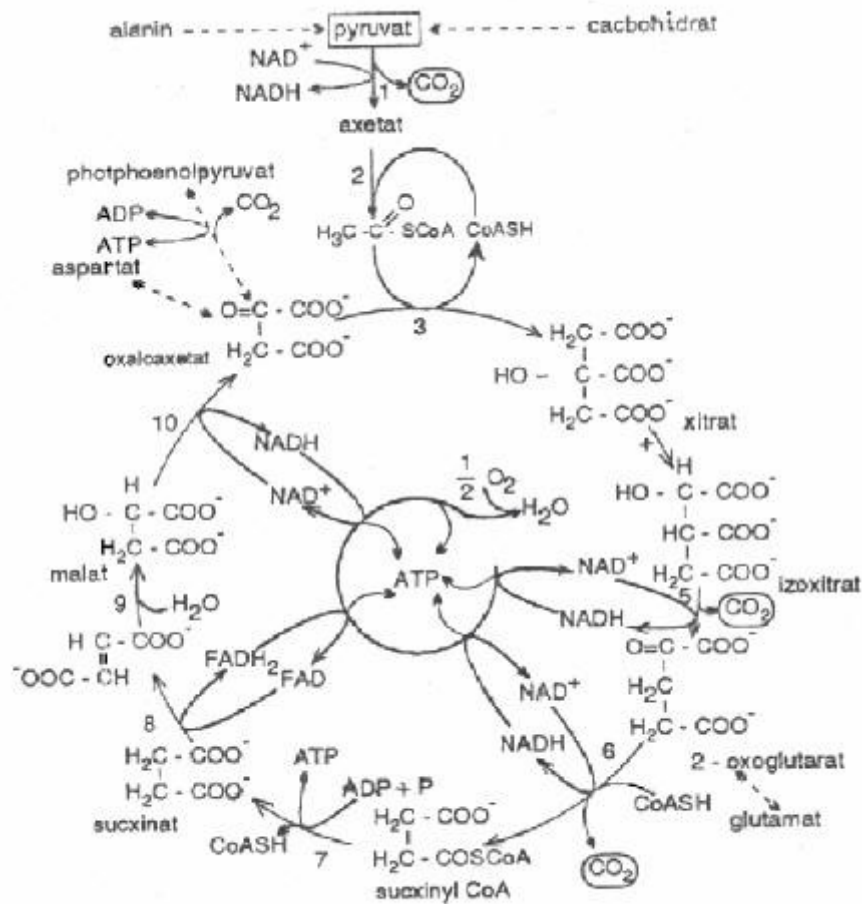 alanin
pyruvat
cacbohidrat
NAD⁺
NADH
1
CO₂
axetat
2
photphoenolpyruvat
CO₂
ADP
ATP
aspartat
O
H₃C - C - SCoA CoASH
O=C - COO⁻
H₂C - COO⁻
oxaloaxetat
3
H₂C - COO⁻
HO - C - COO⁻
H₂C - COO⁻
xitrat
+
10
NADH
NAD⁺
1/2 O₂
H₂O
H
HO - C - COO⁻
HC - COO⁻
H₂C - COO⁻
izoxitrat
5
H
HO - C - COO⁻
H₂C - COO⁻
malat
ATP
NAD⁺
NADH
CO₂
9
H₂O
H C - COO⁻
⁻OOC - CH
FADH₂
FAD
O=C - COO⁻
H₂C
H₂C - COO⁻
2 - oxoglutarat
NAD⁺
NADH
6
CoASH
glutamat
8
H₂C - COO⁻
H₂C - COO⁻
sucxinat
ATP
ADP + P
CoASH
7
H₂C - COO⁻
H₂C - COSCoA
sucxinyl CoA
CO₂